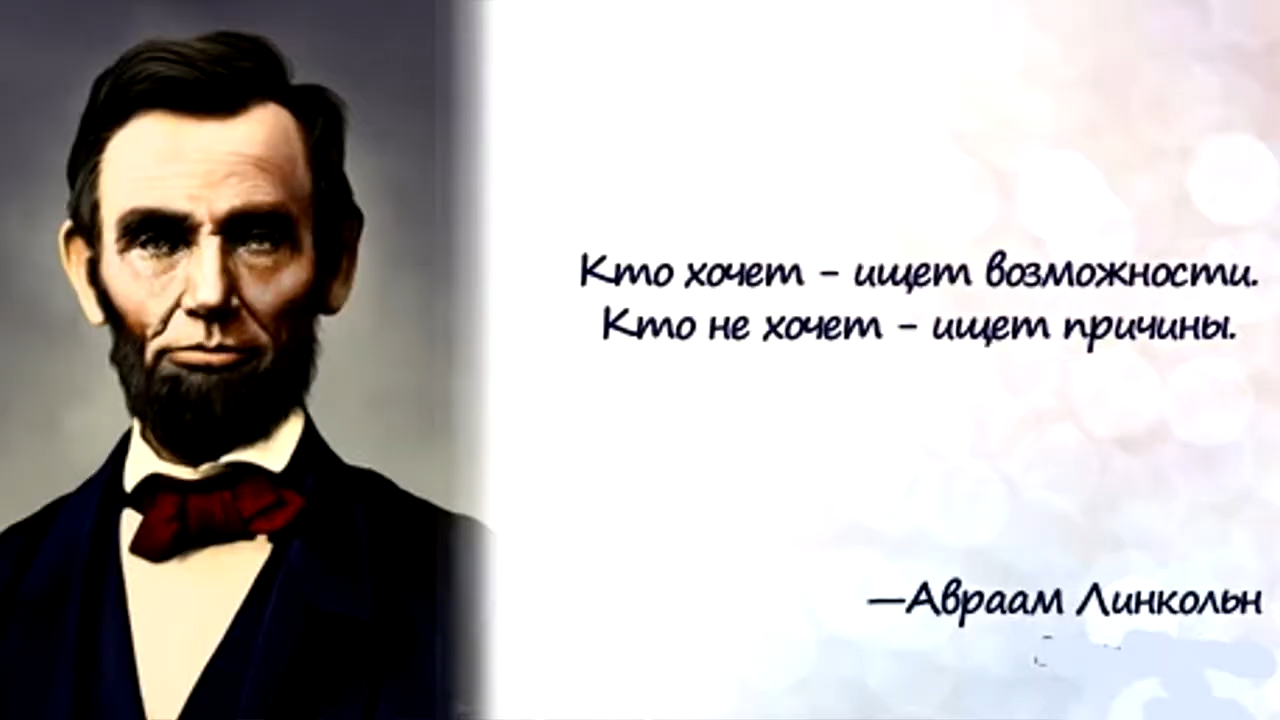 Кто хочет - ищет возможности.
Кто не хочет - ищет причины.
—Авраам Линкольн